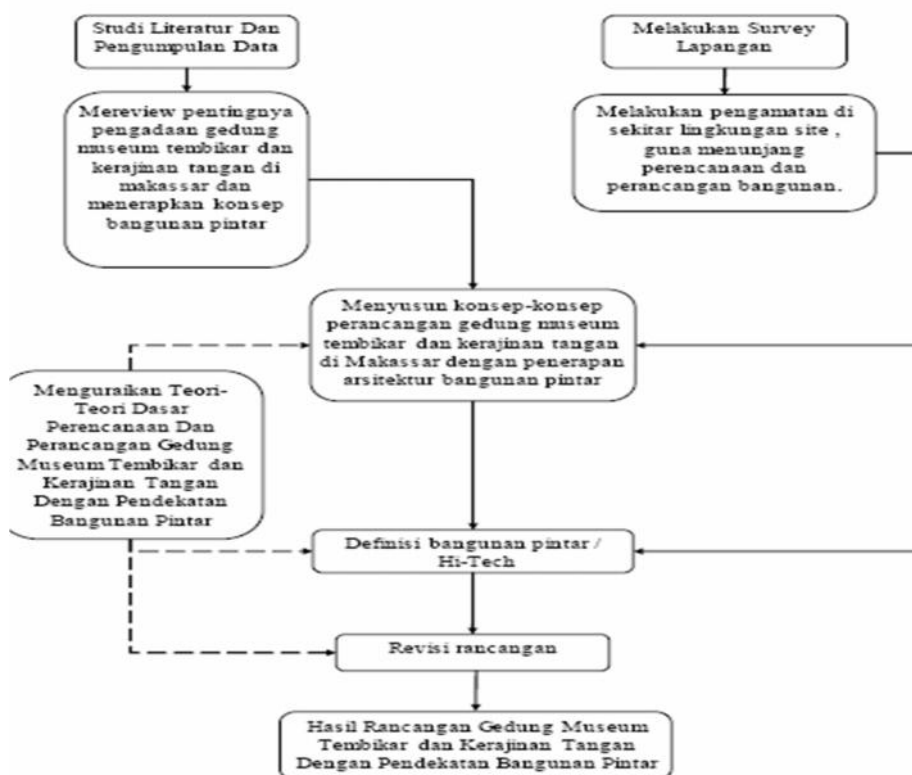 Studi Literatur Dan
Pengumpulan Data
Melakukan Survey
Lapangan
Mereview pentingnya
pengadaan gedung
museum tembikar dan
kerajinan tangan di
makassar dan
menerapkan konsep
bangunan pintar
Melakukan pengamatan di
sekitar lingkungan site ,
guna menunjang
perencanaan dan
perancangan bangunan.
Menyusun konsep-konsep
perancangan gedung museum
tembikar dan kerajinan tangan
di Makassar dengan penerapan
arsitektur bangunan pintar
Menguraikan Teori-
Teori Dasar
Perencanaan Dan
Perancangan Gedung
Museum Tembikar dan
Kerajinan Tangan
Dengan Pendekatan
Bangunan Pintar
Definisi bangunan pintar /
Hi-Tech
Revisi rancangan
Hasil Rancangan Gedung Museum
Tembikar dan Kerajinan Tangan
Dengan Pendekatan Bangunan Pintar